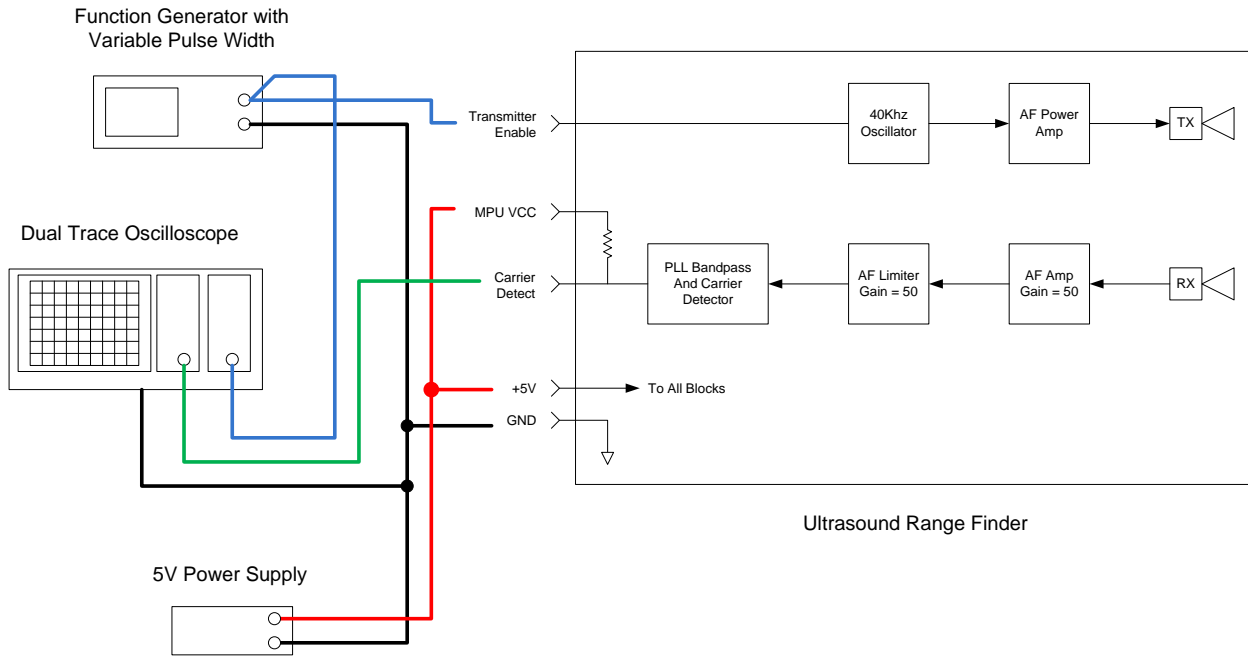 Function Generator with
Variable Pulse Width
Transmitter
Enable
40Khz
Oscillator
AF Power
Amp
TX
MPU VCC
Dual Trace Oscilloscope
Carrier
Detect
PLL Bandpass
And Carrier
Detector
AF Limiter
Gain = 50
AF Amp
Gain = 50
RX
+5V
To All Blocks
GND
Ultrasound Range Finder
5V Power Supply